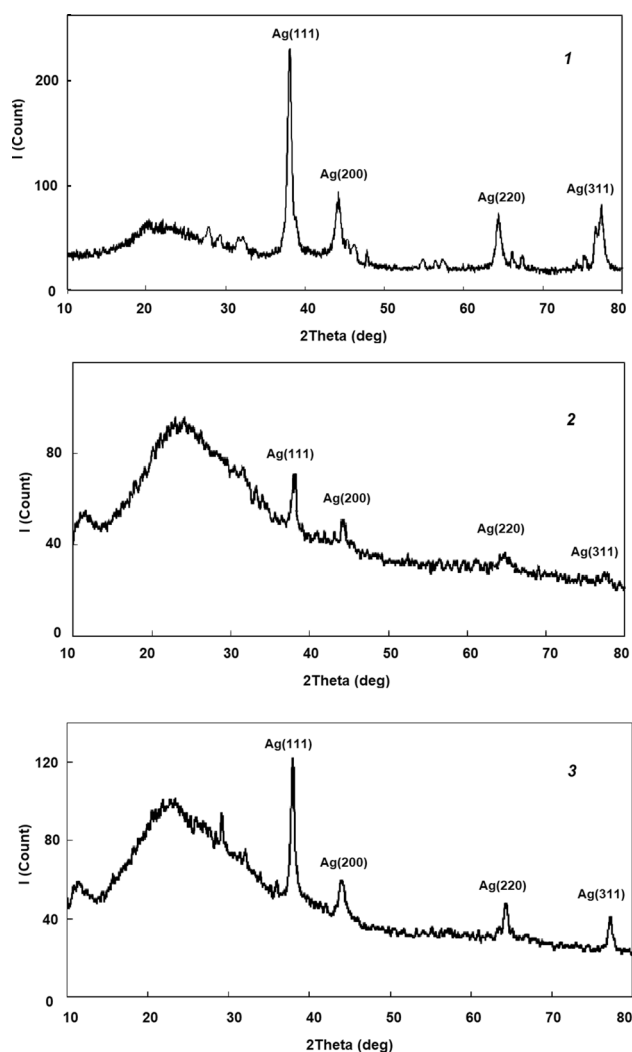 Ag(111)
1
200
Ag(200)
Ag(220)
Ag(311)
100
0
I (Count)
10 20 30 40 50 60 70 80
2Theta (deg)
2
80
Ag(111)
Ag(200)
40
Ag(220)
Ag(311)
0
I (Count)
10 20 30 40 50 60 70 80
2Theta (deg)
Ag(111)
3
120
80
Ag(200)
Ag(220)
Ag(311)
40
0
I (Count)
10 20 30 40 50 60 70 80
2Theta (deg)